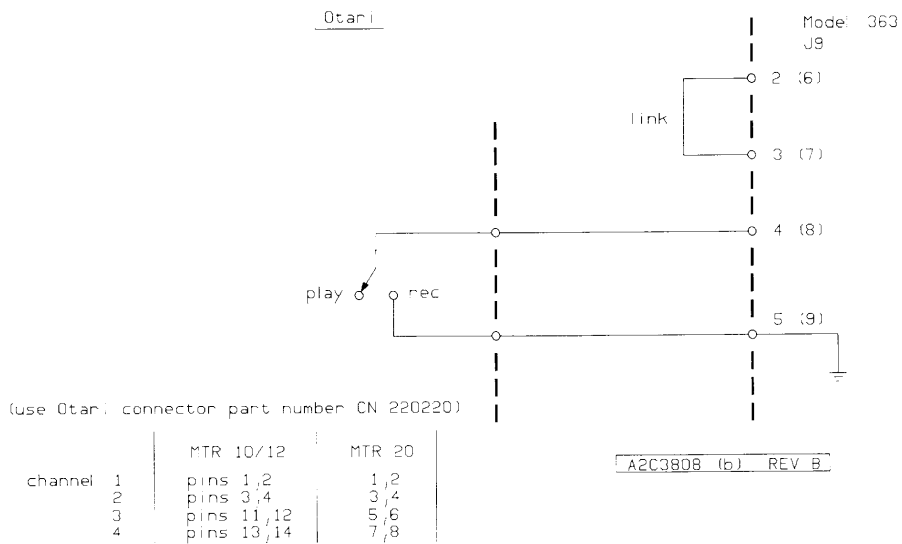 Otari
Model 363
J9
2 (6)
link
3 (7)
4 (8)
play
rec
5 (9)
(use Otari connector part number CN 220220)
MTR 10/12 MTR 20
channel 1 pins 1,2 1,2
2 pins 3,4 3,4
3 pins 11,12 5,6
4 pins 13,14 7,8
A2C3808 (b) REV B